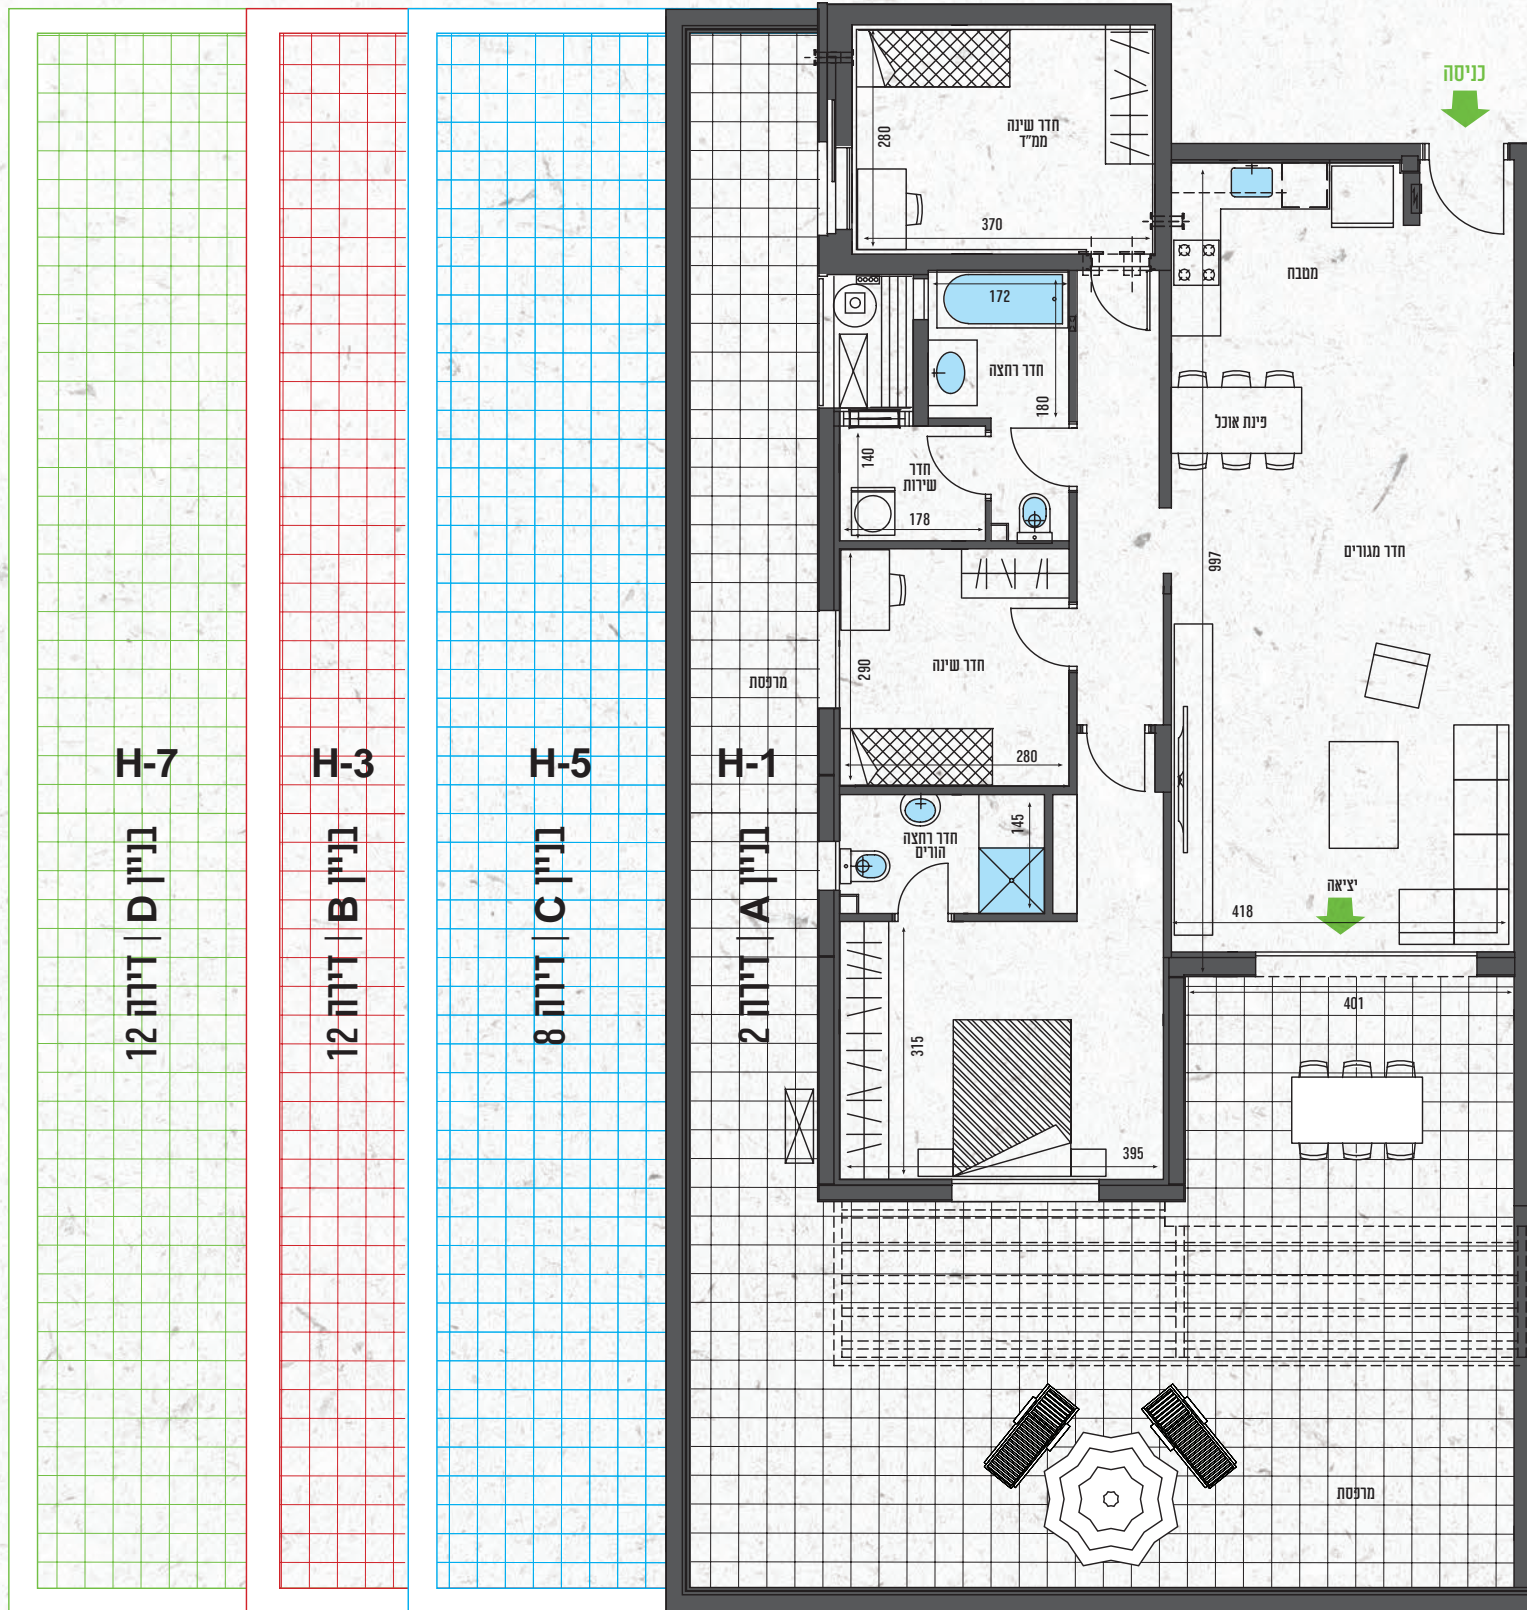 כניסה
חדר שינה
ממ"ד
280
370
מטבח
172
חדר רחצה
180
פינת אוכל
140
חדר
שירות
178
997
חדר מגורים
290
חדר שינה
280
מרפסת
H-7
H-3
H-5
H-1
בניין D | דירה 12
בניין B | דירה 12
בניין C | דירה 8
בניין A | דירה 2
145
חדר רחצה
הורים
יציאה
418
401
315
395
מרפסת